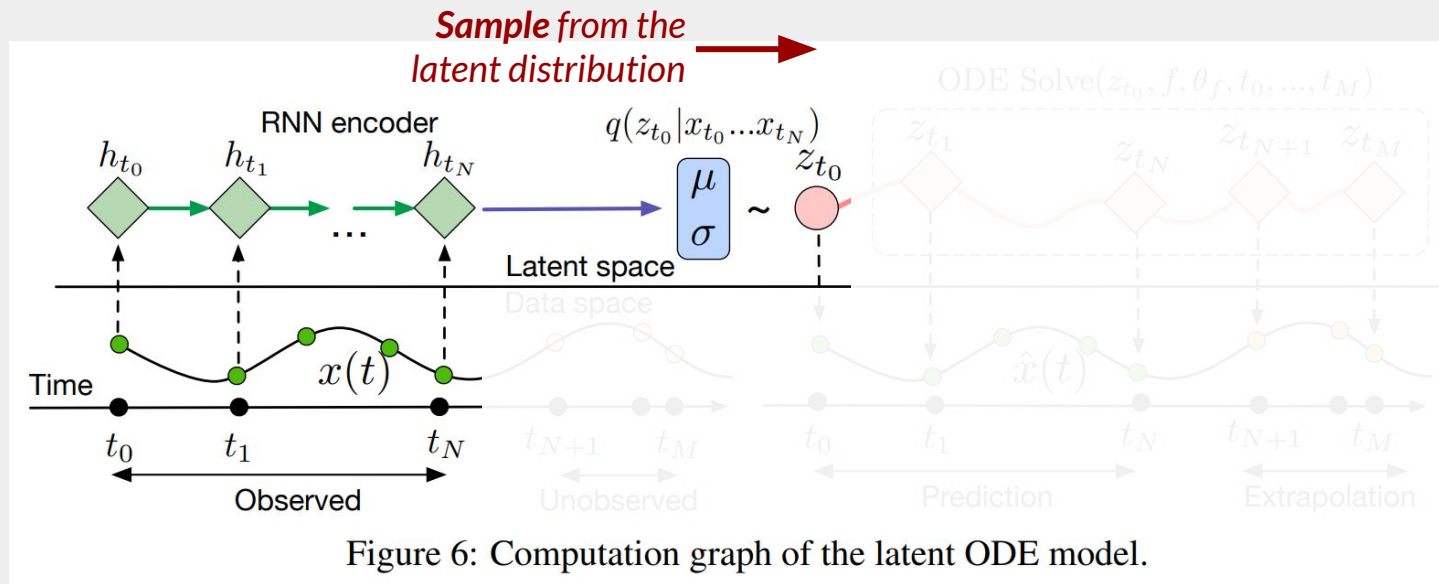 Sample from the
latent distribution
ODE Solve(z_{t_0}, f, θ_f, t_0, ..., t_M)
RNN encoder
q(z_{t_0}|x_{t_0}...x_{t_N})
h_{t_0} h_{t_1} h_{t_N} z_{t_0} z_{t_1} z_{t_N} z_{t_{N+1}} z_{t_M}
μ
... ~
σ
Latent space
Data space
x(t) x̂(t)
Time
t_0 t_1 t_N t_{N+1} t_M t_0 t_1 t_N t_{N+1} t_M
Observed Unobserved Prediction Extrapolation
Figure 6: Computation graph of the latent ODE model.